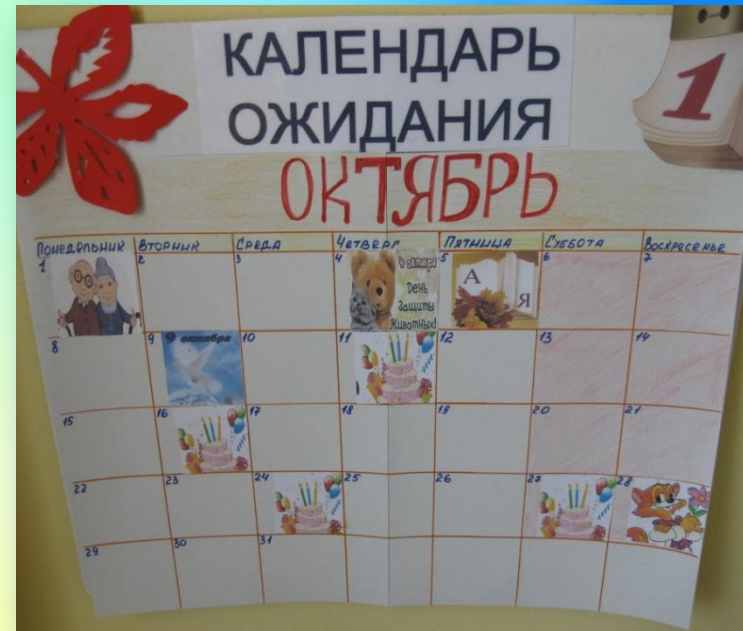 КАЛЕНДАРЬ
ОЖИДАНИЯ
1
ОКТЯБРЬ
ПОНЕДЕЛЬНИК ВТОРНИК СРЕДА ЧЕТВЕРГ ПЯТНИЦА СУББОТА ВОСКРЕСЕНЬЕ
1 2 3 4 5 6 7
4 октября
День
Защиты
Животных!
А
Я
8 9 10 11 12 13 14
9 октября
15 16 17 18 19 20 21
22 23 24 25 26 27 28
29 30 31